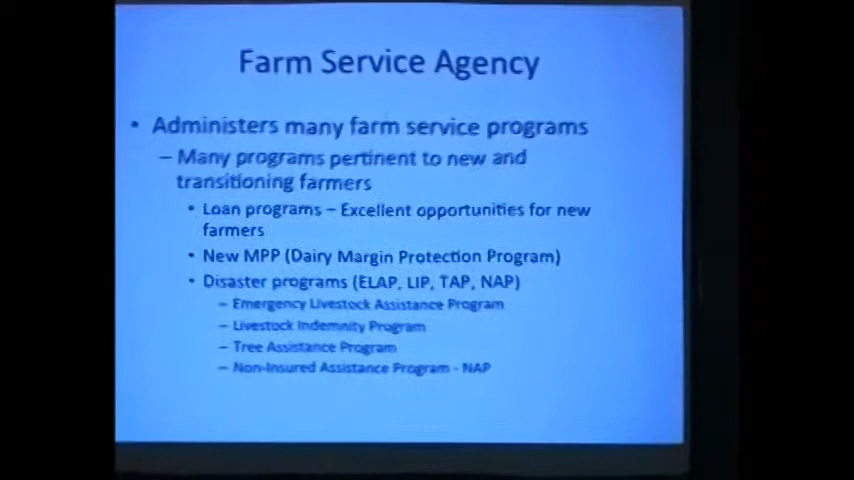 Farm Service Agency
• Administers many farm service programs
– Many programs pertinent to new and
transitioning farmers
• Loan programs – Excellent opportunities for new
farmers
• New MPP (Dairy Margin Protection Program)
• Disaster programs (ELAP, LIP, TAP, NAP)
– Emergency Livestock Assistance Program
– Livestock Indemnity Program
– Tree Assistance Program
– Non-Insured Assistance Program - NAP